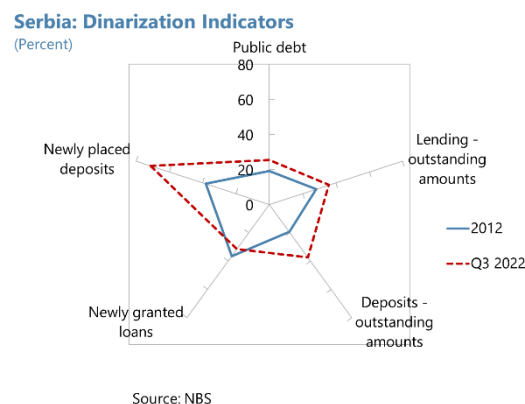 Serbia: Dinarization Indicators
(Percent)
Public debt
80
60
40
20
0
Newly placed
deposits
Lending -
outstanding
amounts
2012
Q3 2022
Newly granted
loans
Deposits -
outstanding
amounts
Source: NBS